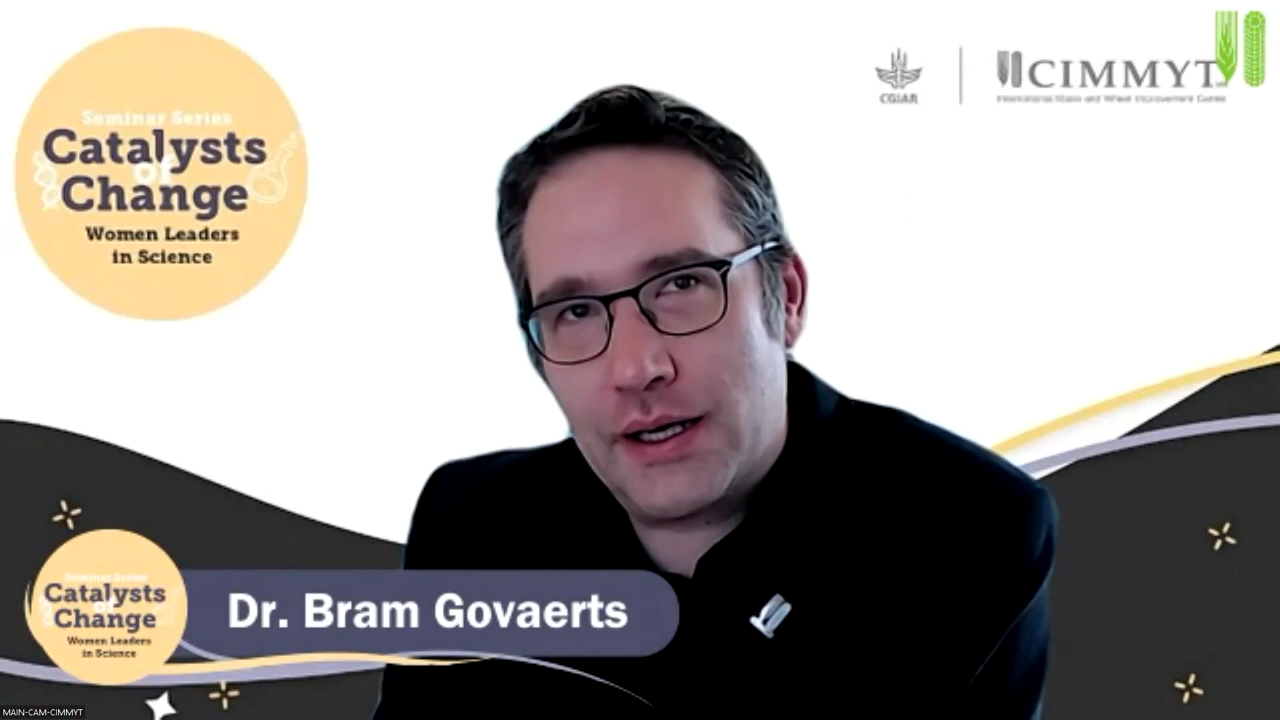 Seminar Series
Catalysts
of
Change
Women Leaders
in Science
CGIAR
CIMMYT
International Maize and Wheat Improvement Center
Seminar Series
Catalysts
of
Change
Women Leaders
in Science
Dr. Bram Govaerts
MAIN-CAM-CIMMYT